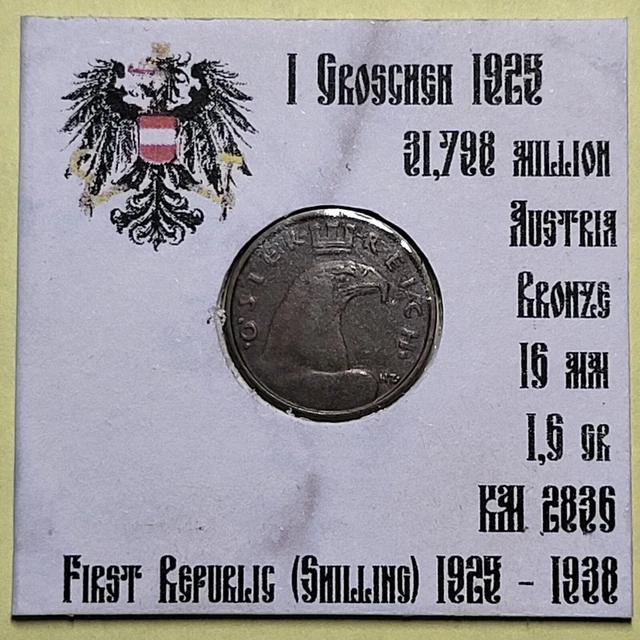 1 Groschen 1925
31,798 million
Austria
Bronze
ÖSTERREICH
16 mm
1,6 gr
KM 2836
First Republic (Shilling) 1925 - 1938